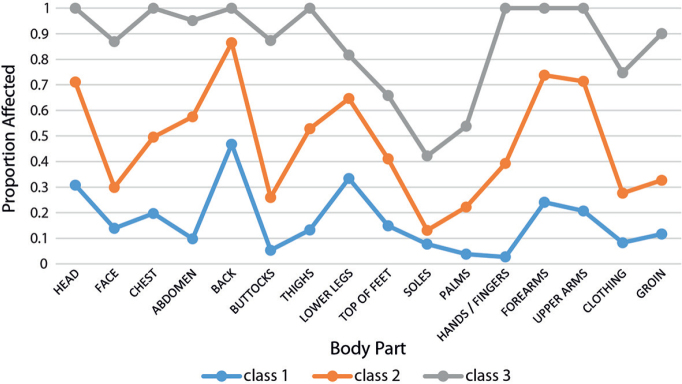 1
0.9
0.8
0.7
0.6
0.5
0.4
0.3
0.2
0.1
0
Proportion Affected
HEAD
FACE
CHEST
ABDOMEN
BACK
BUTTOCKS
THIGHS
LOWER LEGS
TOP OF FEET
SOLES
PALMS
HANDS / FINGERS
FOREARMS
UPPER ARMS
CLOTHING
GROIN
Body Part
class 1 class 2 class 3